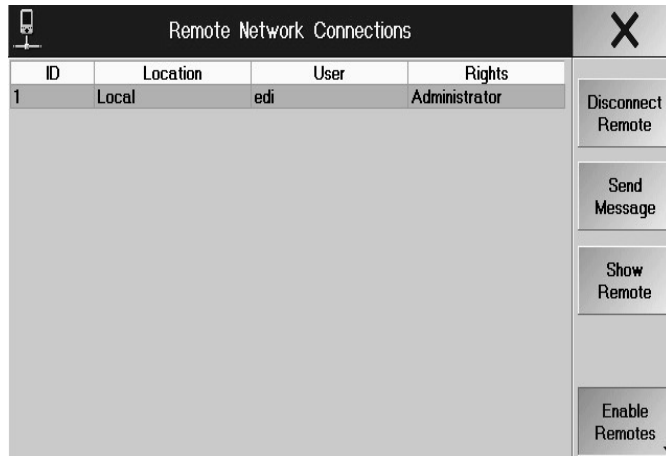 Remote Network Connections
X
ID Location User Rights
1 Local edi Administrator
Disconnect
Remote
Send
Message
Show
Remote
Enable
Remotes